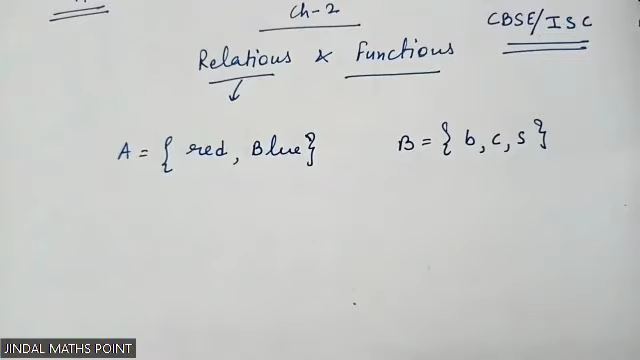 Ch-2
CBSE/ISC
Relations & Functions
A = { red, Blue }
B = { b, c, s }
JINDAL MATHS POINT